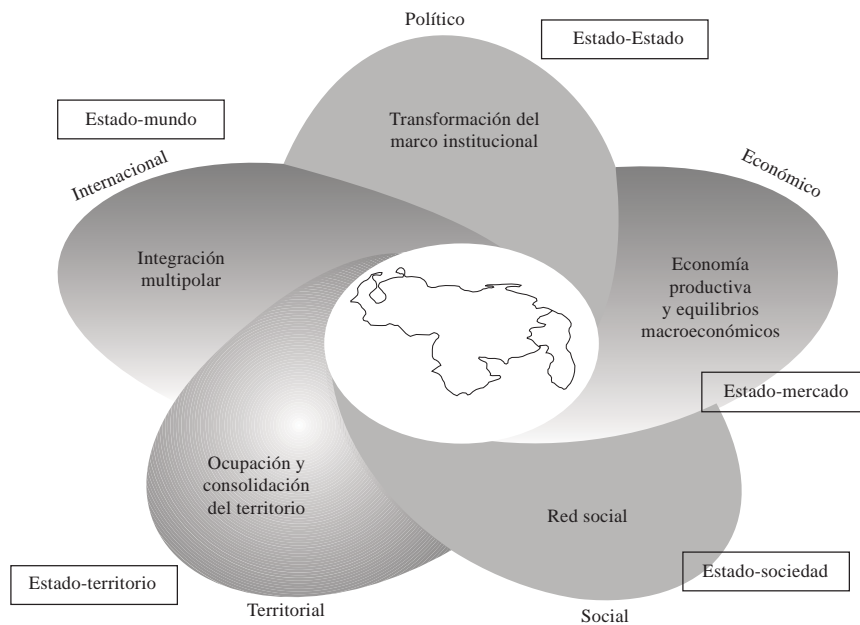 Político
Estado-Estado
Transformación del
marco institucional
Estado-mundo
Internacional
Económico
Integración
multipolar
Economía
productiva
y equilibrios
macroeconómicos
Estado-mercado
Ocupación y
consolidación
del territorio
Red social
Estado-territorio
Estado-sociedad
Territorial
Social